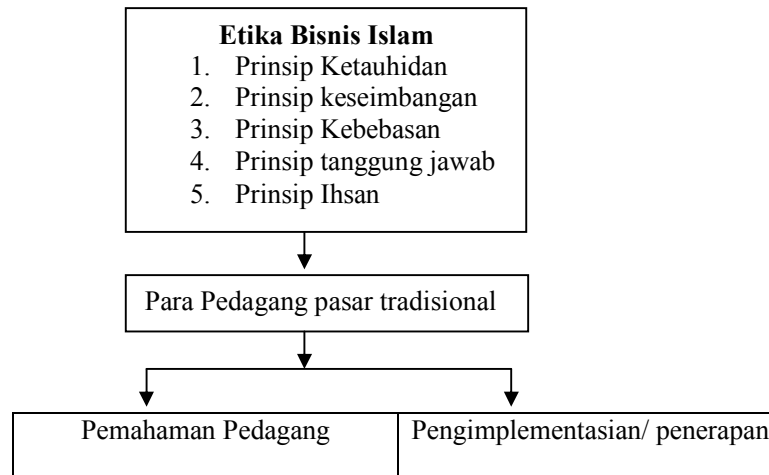 Etika Bisnis Islam
1. Prinsip Ketauhidan
2. Prinsip keseimbangan
3. Prinsip Kebebasan
4. Prinsip tanggung jawab
5. Prinsip Ihsan
Para Pedagang pasar tradisional
Pemahaman Pedagang
Pengimplementasian/ penerapan